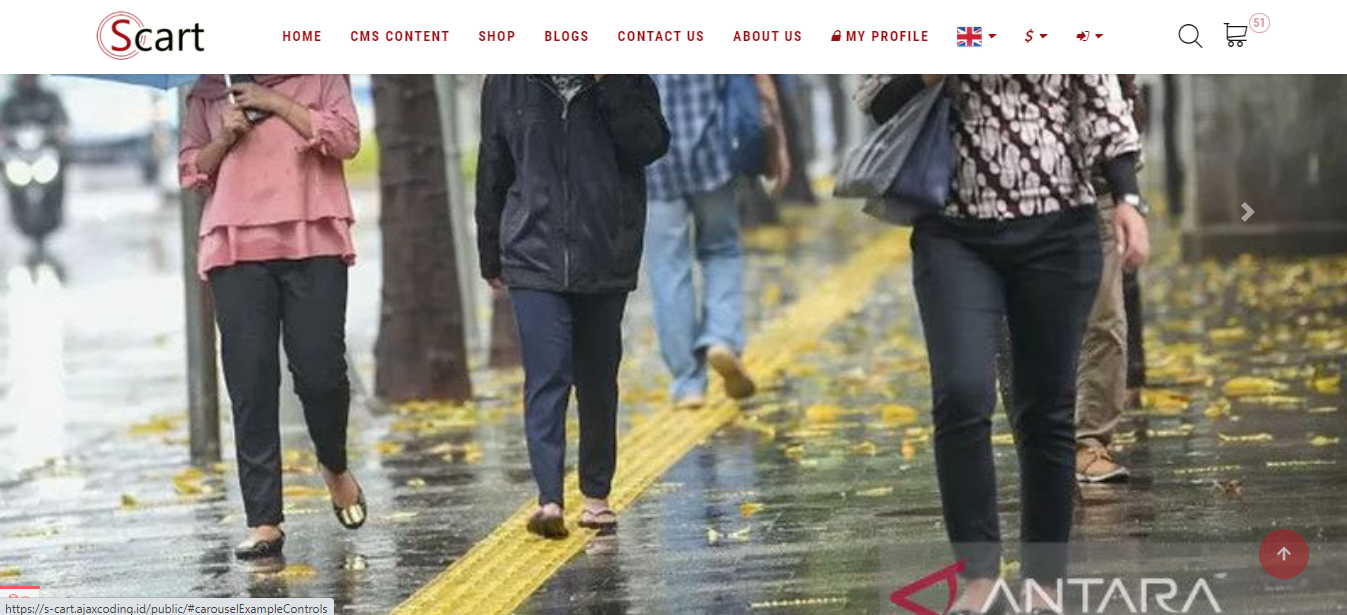 Scart
HOME CMS CONTENT SHOP BLOGS CONTACT US ABOUT US MY PROFILE $ 51
ANTARA
https://s-cart.ajaxcoding.id/public/#carouselExampleControls